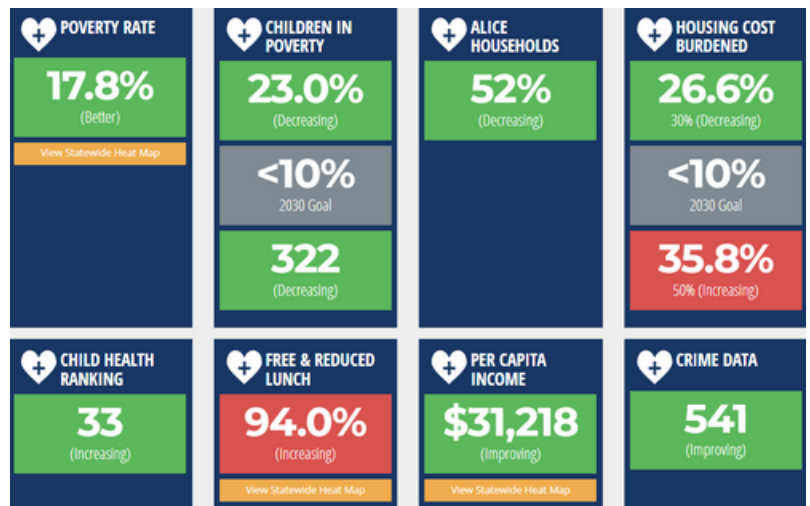 POVERTY RATE
17.8%
(Better)
View Statewide Heat Map
CHILDREN IN
POVERTY
23.0%
(Decreasing)
<10%
2030 Goal
322
(Decreasing)
ALICE
HOUSEHOLDS
52%
(Decreasing)
HOUSING COST
BURDENED
26.6%
30% (Decreasing)
<10%
2030 Goal
35.8%
50% (Increasing)
CHILD HEALTH
RANKING
33
(Increasing)
FREE & REDUCED
LUNCH
94.0%
(Increasing)
View Statewide Heat Map
PER CAPITA
INCOME
$31,218
(Improving)
View Statewide Heat Map
CRIME DATA
541
(Improving)